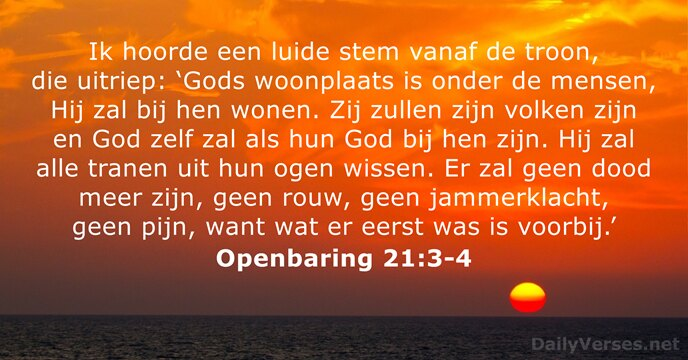 Ik hoorde een luide stem vanaf de troon,
die uitriep: ‘Gods woonplaats is onder de mensen,
Hij zal bij hen wonen. Zij zullen zijn volken zijn
en God zelf zal als hun God bij hen zijn. Hij zal
alle tranen uit hun ogen wissen. Er zal geen dood
meer zijn, geen rouw, geen jammerklacht,
geen pijn, want wat er eerst was is voorbij.’
Openbaring 21:3-4
DailyVerses.net